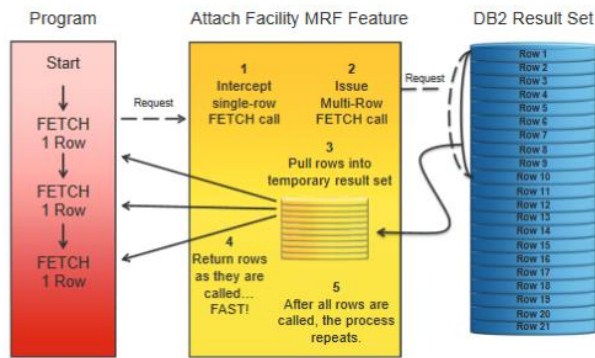 Program
Attach Facility MRF Feature
DB2 Result Set
Start
FETCH
1 Row
FETCH
1 Row
FETCH
1 Row
Request
1
Intercept
single-row
FETCH call
2
Issue
Multi-Row
FETCH call
Request
3
Pull rows into
temporary result set
4
Return rows
as they are
called...
FAST!
5
After all rows are
called, the process
repeats.
Row 1
Row 2
Row 3
Row 4
Row 5
Row 6
Row 7
Row 8
Row 9
Row 10
Row 11
Row 12
Row 13
Row 14
Row 15
Row 16
Row 17
Row 18
Row 19
Row 20
Row 21